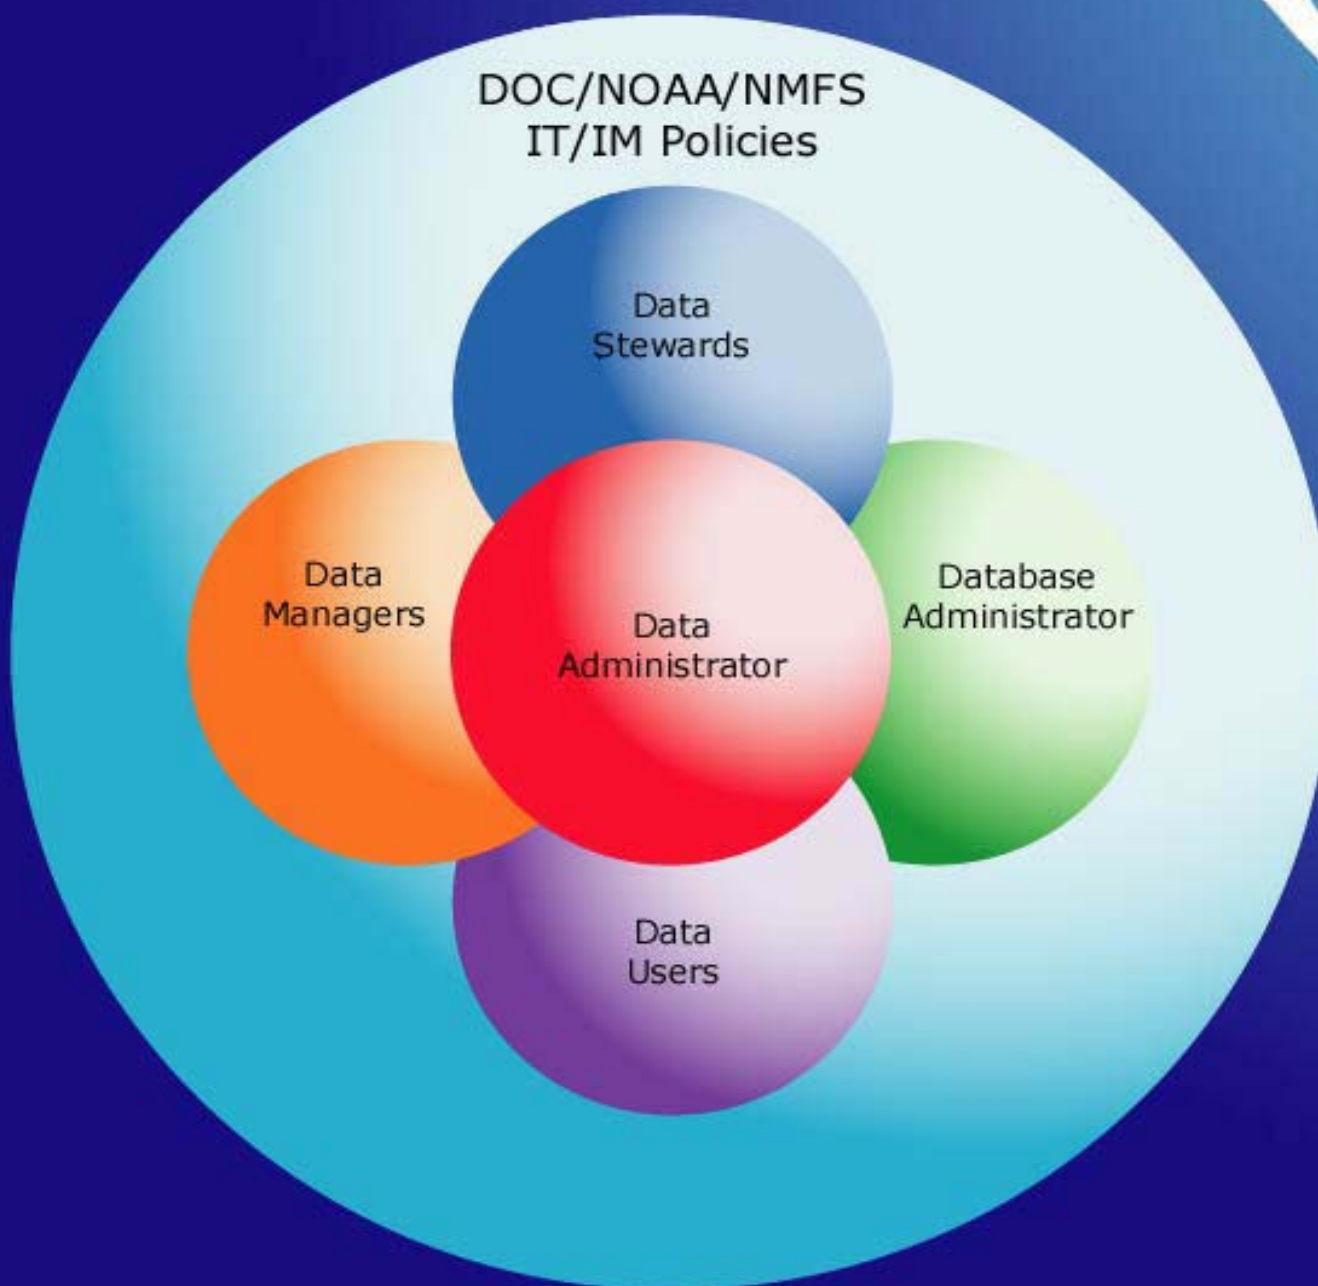 DOC/NOAA/NMFS
IT/IM Policies
Data
Stewards
Data
Managers
Data
Administrator
Database
Administrator
Data
Users